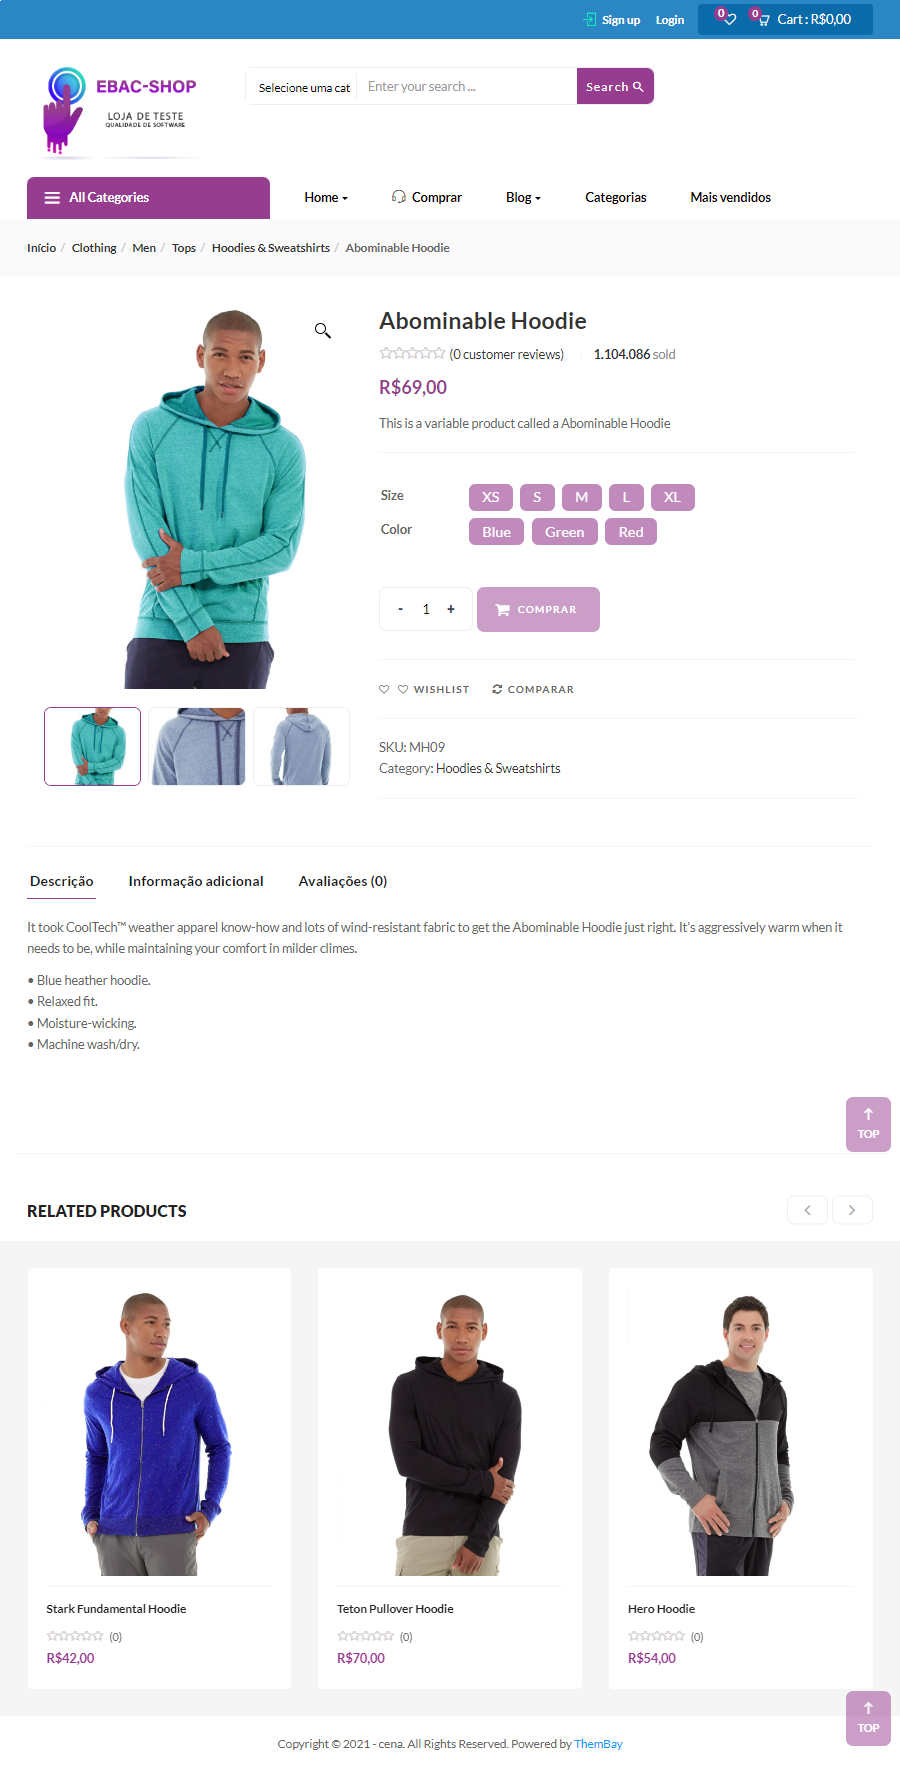 Sign up Login 0 0 Cart : R$0,00
EBAC-SHOP
LOJA DE TESTE
QUALIDADE DE SOFTWARE
Selecione uma cat Enter your search ... Search
All Categories Home Comprar Blog Categorias Mais vendidos
Início / Clothing / Men / Tops / Hoodies & Sweatshirts / Abominable Hoodie
Abominable Hoodie
(0 customer reviews) 1.104.086 sold
R$69,00
This is a variable product called a Abominable Hoodie
Size XS S M L XL
Color Blue Green Red
- 1 + COMPRAR
WISHLIST COMPARAR
SKU: MH09
Category: Hoodies & Sweatshirts
Descrição Informação adicional Avaliações (0)
It took CoolTech™ weather apparel know-how and lots of wind-resistant fabric to get the Abominable Hoodie just right. It's aggressively warm when it
needs to be, while maintaining your comfort in milder climes.
• Blue heather hoodie.
• Relaxed fit.
• Moisture-wicking.
• Machine wash/dry.
TOP
RELATED PRODUCTS
Stark Fundamental Hoodie Teton Pullover Hoodie Hero Hoodie
(0) (0) (0)
R$42,00 R$70,00 R$54,00
TOP
Copyright © 2021 - cena. All Rights Reserved. Powered by ThemBay